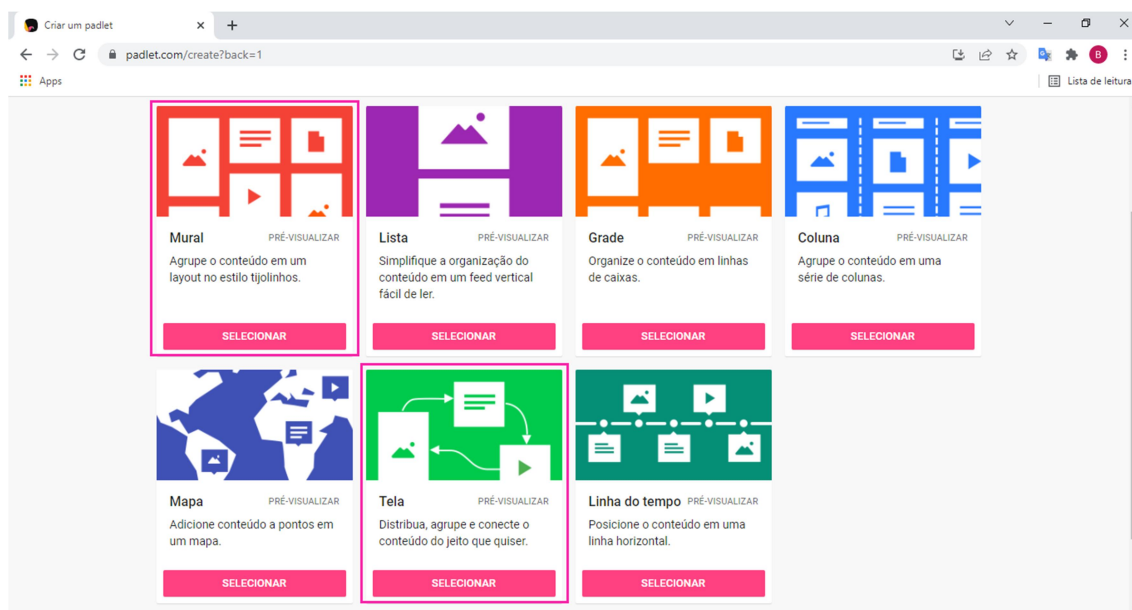 Criar um padlet
padlet.com/create?back=1
B
Apps
Lista de leitura
Mural PRÉ-VISUALIZAR
Agrupe o conteúdo em um
layout no estilo tijolinhos.
SELECIONAR
Lista PRÉ-VISUALIZAR
Simplifique a organização do
conteúdo em um feed vertical
fácil de ler.
SELECIONAR
Grade PRÉ-VISUALIZAR
Organize o conteúdo em linhas
de caixas.
SELECIONAR
Coluna PRÉ-VISUALIZAR
Agrupe o conteúdo em uma
série de colunas.
SELECIONAR
Mapa PRÉ-VISUALIZAR
Adicione conteúdo a pontos em
um mapa.
SELECIONAR
Tela PRÉ-VISUALIZAR
Distribua, agrupe e conecte o
conteúdo do jeito que quiser.
SELECIONAR
Linha do tempo PRÉ-VISUALIZAR
Posicione o conteúdo em uma
linha horizontal.
SELECIONAR